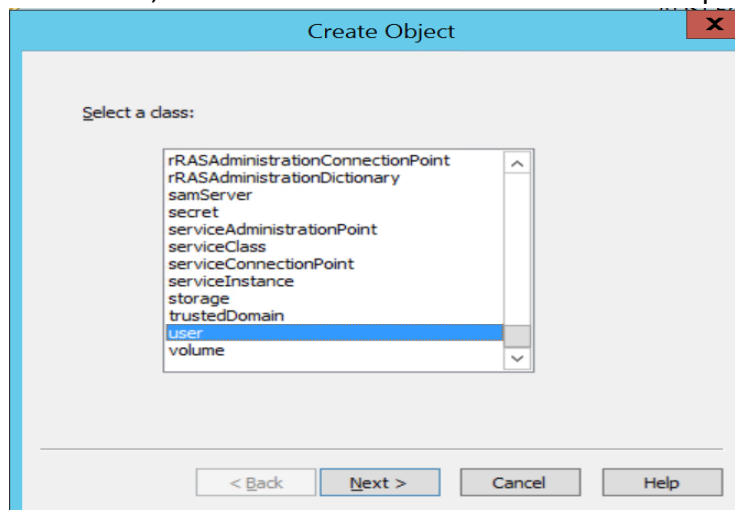 Create Object
X
Select a class:
rRASAdministrationConnectionPoint
rRASAdministrationDictionary
samServer
secret
serviceAdministrationPoint
serviceClass
serviceConnectionPoint
serviceInstance
storage
trustedDomain
user
volume
< Back Next > Cancel Help